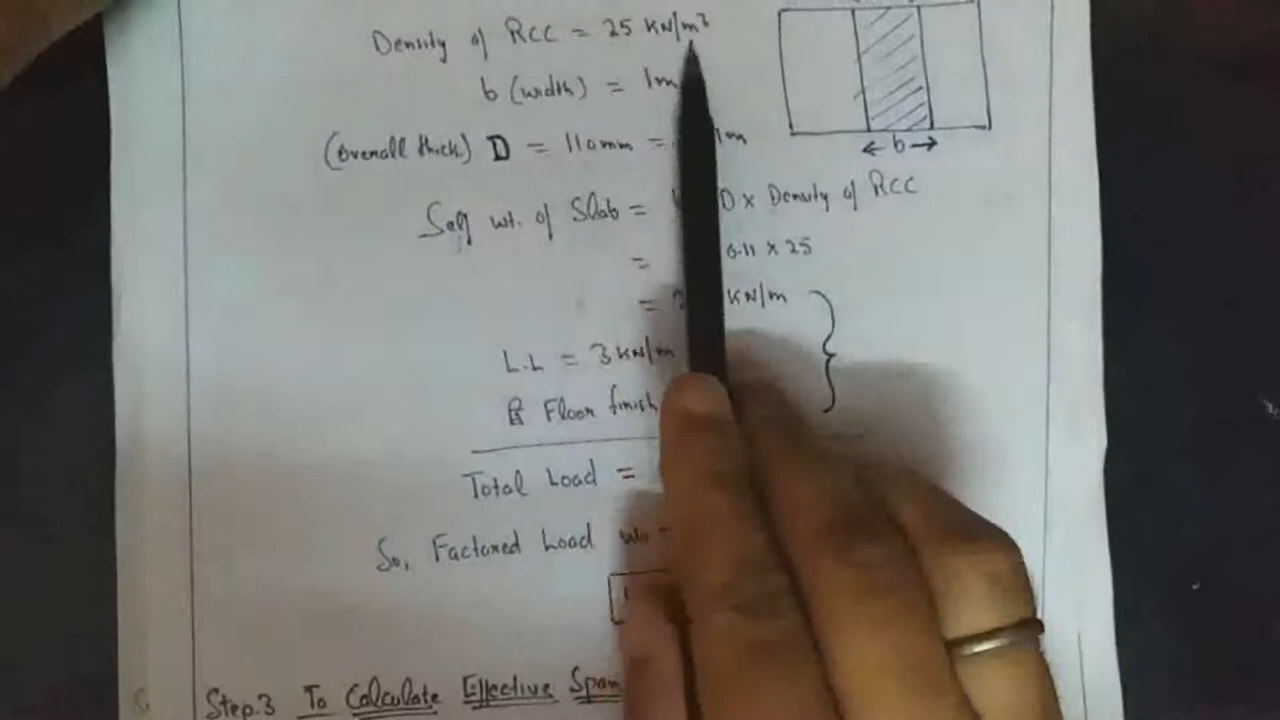 Density of RCC = 25 KN/m³
b (width) = 1m
(Overall thick.) D = 110mm =
← b →
Self wt. of Slab = D x Density of RCC
= 0.11 x 25
= KN/m
L.L = 3 KN/m
Floor finish
Total Load =
So, Factored Load =
Step.3 To Calculate Effective Span